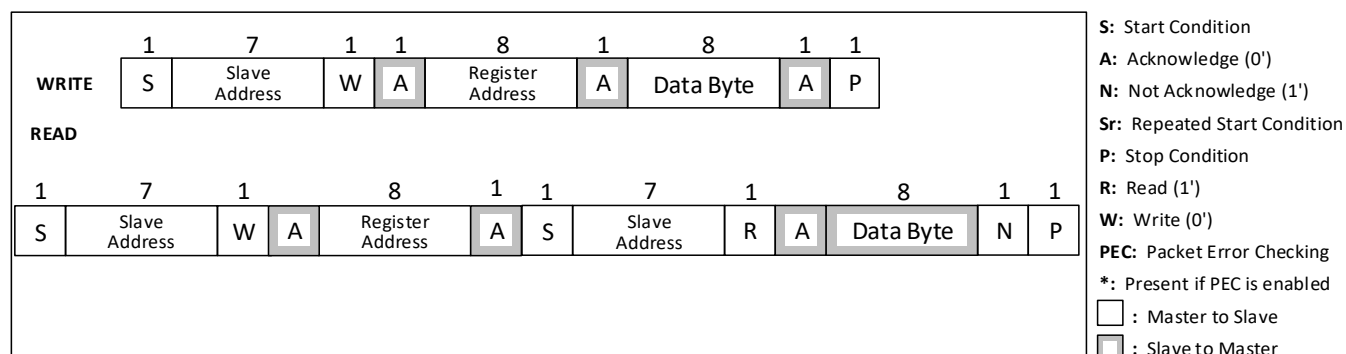 1 7 1 1 8 1 8 1 1
WRITE S Slave Address W A Register Address A Data Byte A P
READ
1 7 1 8 1 1 7 1 8 1 1
S Slave Address W A Register Address A S Slave Address R A Data Byte N P
S: Start Condition
A: Acknowledge (0')
N: Not Acknowledge (1')
Sr: Repeated Start Condition
P: Stop Condition
R: Read (1')
W: Write (0')
PEC: Packet Error Checking
*: Present if PEC is enabled
: Master to Slave
: Slave to Master